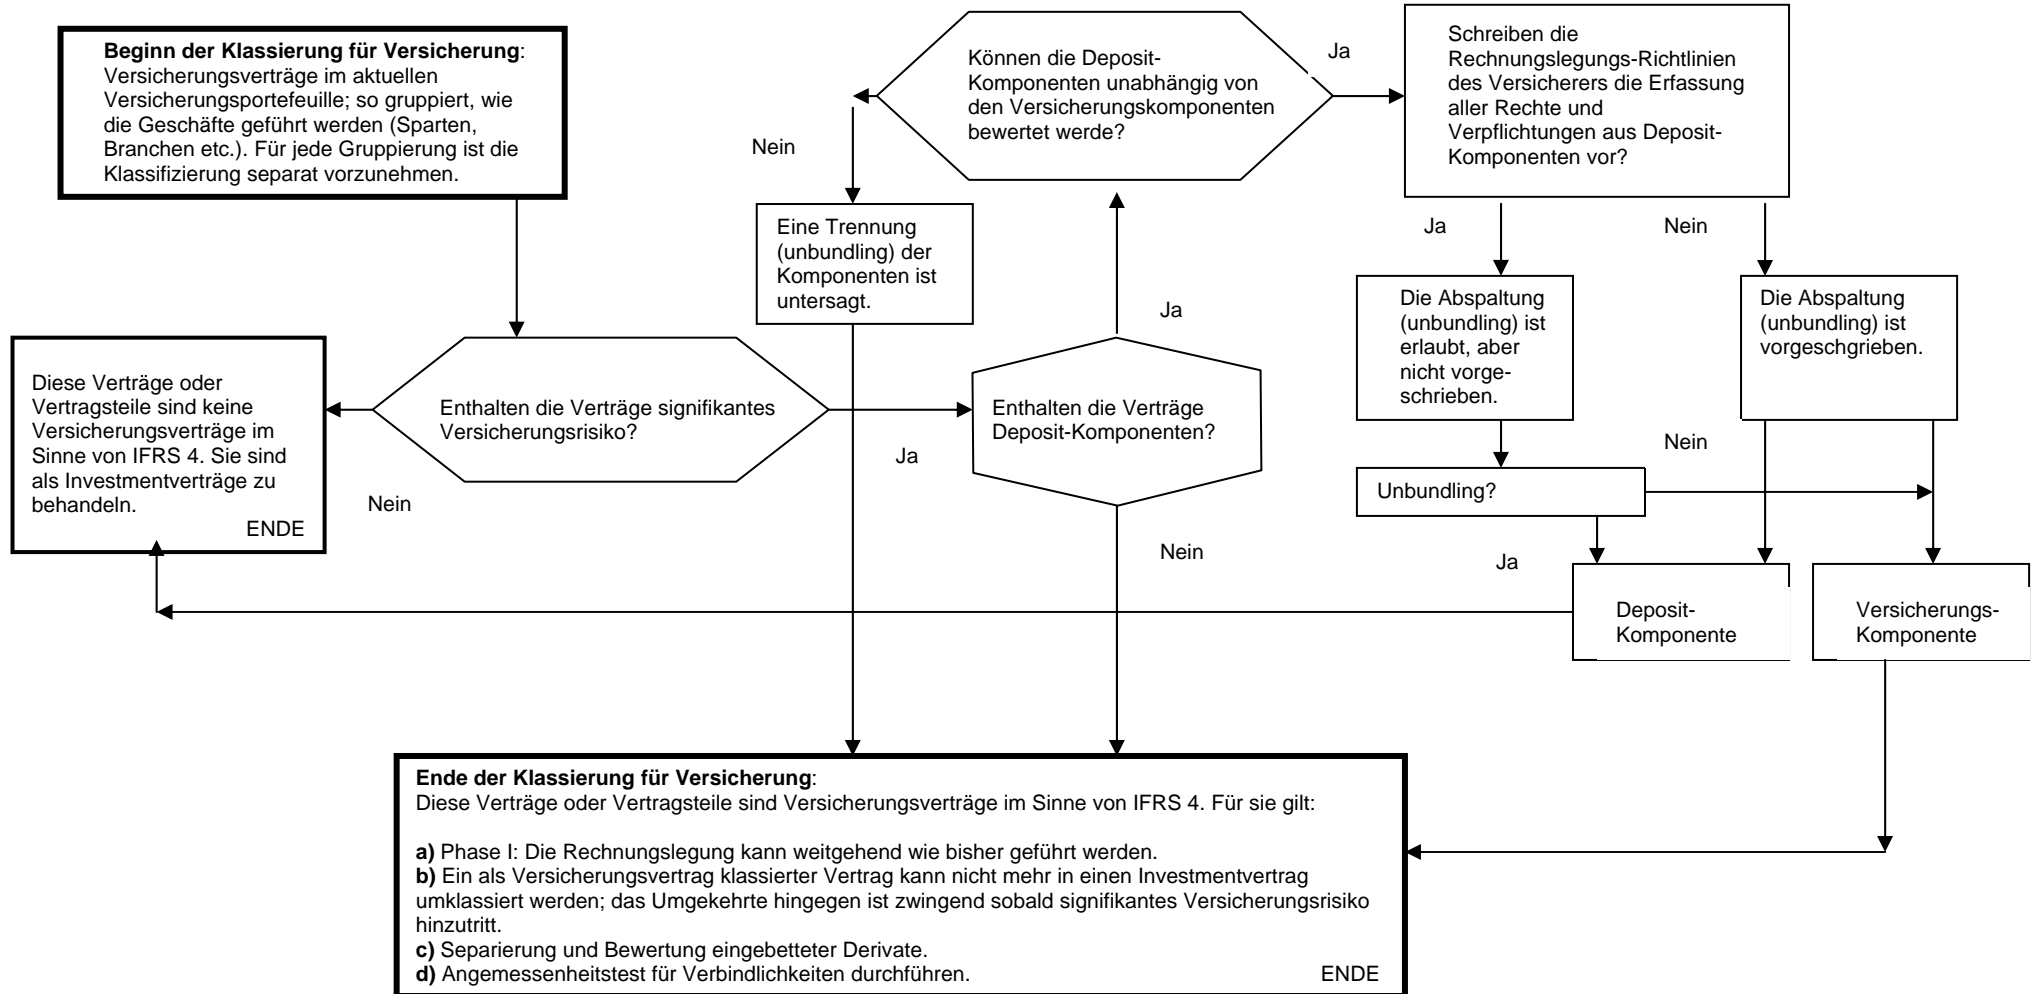 Beginn der Klassierung für Versicherung:
Versicherungsverträge im aktuellen
Versicherungsportefeuille; so gruppiert, wie
die Geschäfte geführt werden (Sparten,
Branchen etc.). Für jede Gruppierung ist die
Klassifizierung separat vorzunehmen.
Können die Deposit-
Komponenten unabhängig von
den Versicherungskomponenten
bewertet werde?
Ja
Schreiben die
Rechnungslegungs-Richtlinien
des Versicherers die Erfassung
aller Rechte und
Verpflichtungen aus Deposit-
Komponenten vor?
Nein
Eine Trennung
(unbundling) der
Komponenten ist
untersagt.
Ja
Ja
Nein
Die Abspaltung
(unbundling) ist
erlaubt, aber
nicht vorge-
schrieben.
Die Abspaltung
(unbundling) ist
vorgeschgrieben.
Diese Verträge oder
Vertragsteile sind keine
Versicherungsverträge im
Sinne von IFRS 4. Sie sind
als Investmentverträge zu
behandeln.
ENDE
Enthalten die Verträge signifikantes
Versicherungsrisiko?
Nein
Ja
Enthalten die Verträge
Deposit-Komponenten?
Nein
Nein
Unbundling?
Ja
Deposit-
Komponente
Versicherungs-
Komponente
Ende der Klassierung für Versicherung:
Diese Verträge oder Vertragsteile sind Versicherungsverträge im Sinne von IFRS 4. Für sie gilt:
a) Phase I: Die Rechnungslegung kann weitgehend wie bisher geführt werden.
b) Ein als Versicherungsvertrag klassierter Vertrag kann nicht mehr in einen Investmentvertrag
umklassiert werden; das Umgekehrte hingegen ist zwingend sobald signifikantes Versicherungsrisiko
hinzutritt.
c) Separierung und Bewertung eingebetteter Derivate.
d) Angemessenheitstest für Verbindlichkeiten durchführen. ENDE